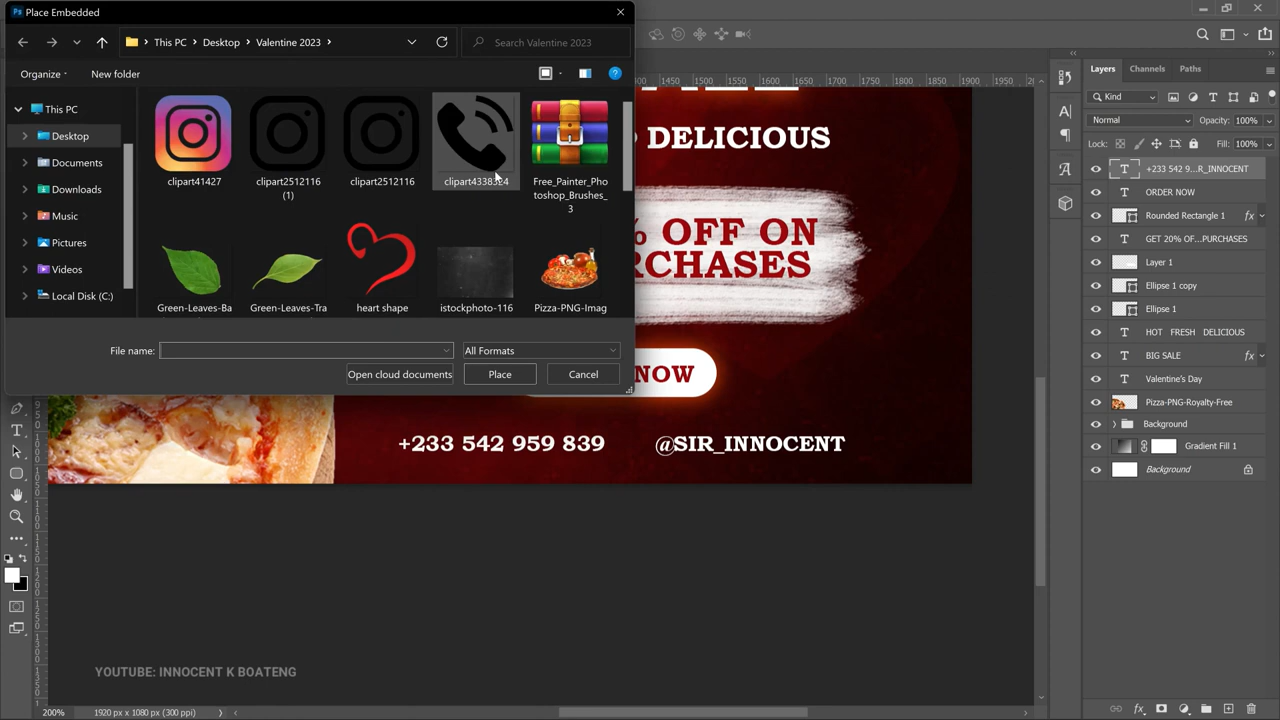 Ps Place Embedded
This PC > Desktop > Valentine 2023 >
Search Valentine 2023
Organize
New folder
This PC
Desktop
Documents
Downloads
Music
Pictures
Videos
Local Disk (C:)
clipart41427
clipart2512116 (1)
clipart2512116
clipart4338324
Free_Painter_Pho
toshop_Brushes_
3
Green-Leaves-Ba
Green-Leaves-Tra
heart shape
istockphoto-116
Pizza-PNG-Imag
File name:
All Formats
Open cloud documents
Place
Cancel
1450 1500 1550 1600 1650 1700 1750 1800 1850 1900 1950
DELICIOUS
% OFF ON
RCHASES
NOW
+233 542 959 839
@SIR_INNOCENT
YOUTUBE: INNOCENT K BOATENG
200%
1920 px x 1080 px (300 ppi)
Layers
Channels
Paths
Kind
Normal
Opacity: 100%
Lock:
Fill: 100%
+233 542 9...R_INNOCENT
ORDER NOW
Rounded Rectangle 1
fx
GET 20% OF...PURCHASES
Layer 1
Ellipse 1 copy
Ellipse 1
HOT FRESH DELICIOUS
BIG SALE
fx
Valentine's Day
Pizza-PNG-Royalty-Free
Background
Gradient Fill 1
Background